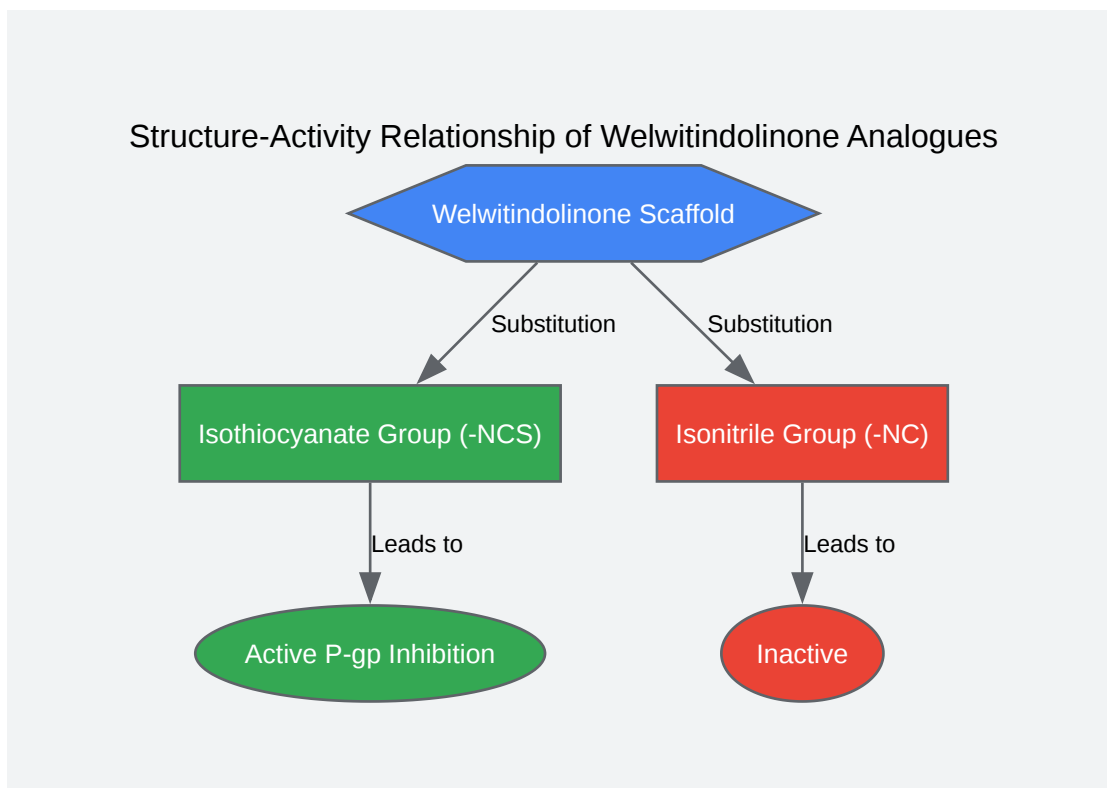 Structure-Activity Relationship of Welwitindolinone Analogues
Welwitindolinone Scaffold
Substitution
Substitution
Isothiocyanate Group (-NCS)
Isonitrile Group (-NC)
Leads to
Leads to
Active P-gp Inhibition
Inactive